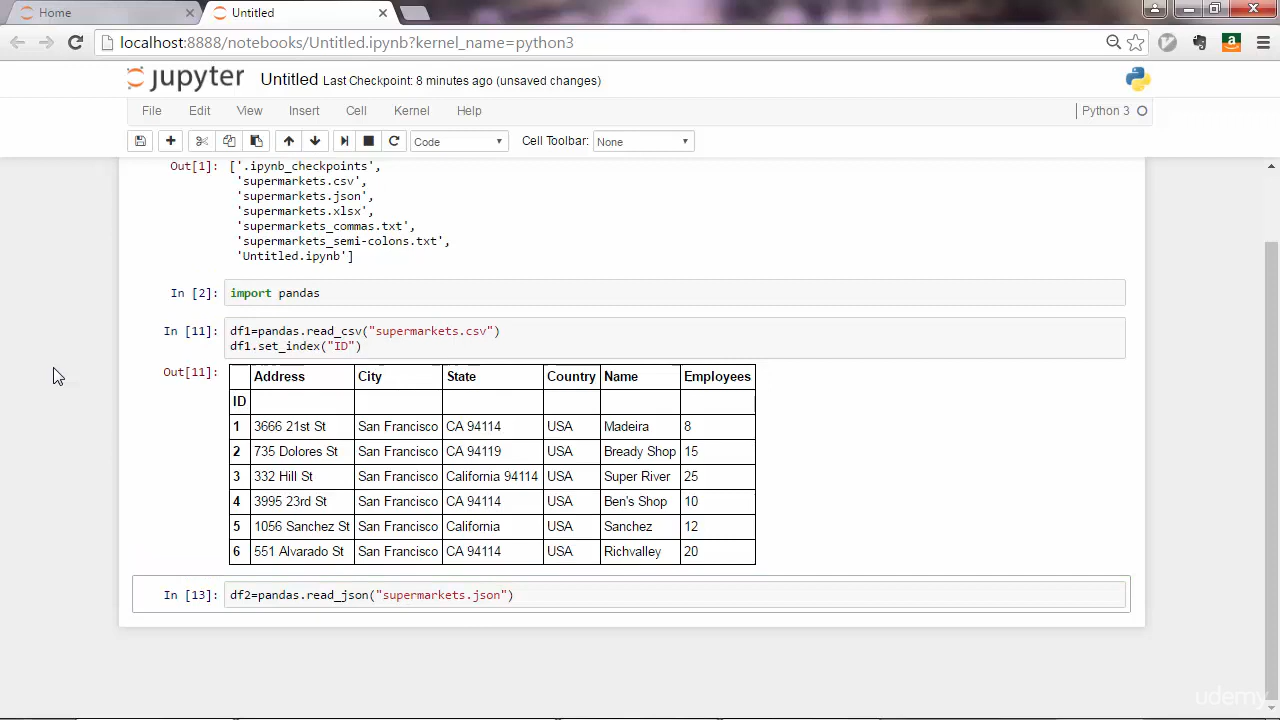 Home
Untitled
localhost:8888/notebooks/Untitled.ipynb?kernel_name=python3
jupyter Untitled Last Checkpoint: 8 minutes ago (unsaved changes)
File Edit View Insert Cell Kernel Help Python 3
Code Cell Toolbar: None
Out[1]: ['.ipynb_checkpoints',
'supermarkets.csv',
'supermarkets.json',
'supermarkets.xlsx',
'supermarkets_commas.txt',
'supermarkets_semi-colons.txt',
'Untitled.ipynb']
In [2]: import pandas
In [11]: df1=pandas.read_csv("supermarkets.csv")
df1.set_index("ID")
Out[11]: Address City State Country Name Employees
ID
1 3666 21st St San Francisco CA 94114 USA Madeira 8
2 735 Dolores St San Francisco CA 94119 USA Bready Shop 15
3 332 Hill St San Francisco California 94114 USA Super River 25
4 3995 23rd St San Francisco CA 94114 USA Ben's Shop 10
5 1056 Sanchez St San Francisco California USA Sanchez 12
6 551 Alvarado St San Francisco CA 94114 USA Richvalley 20
In [13]: df2=pandas.read_json("supermarkets.json")
udemy